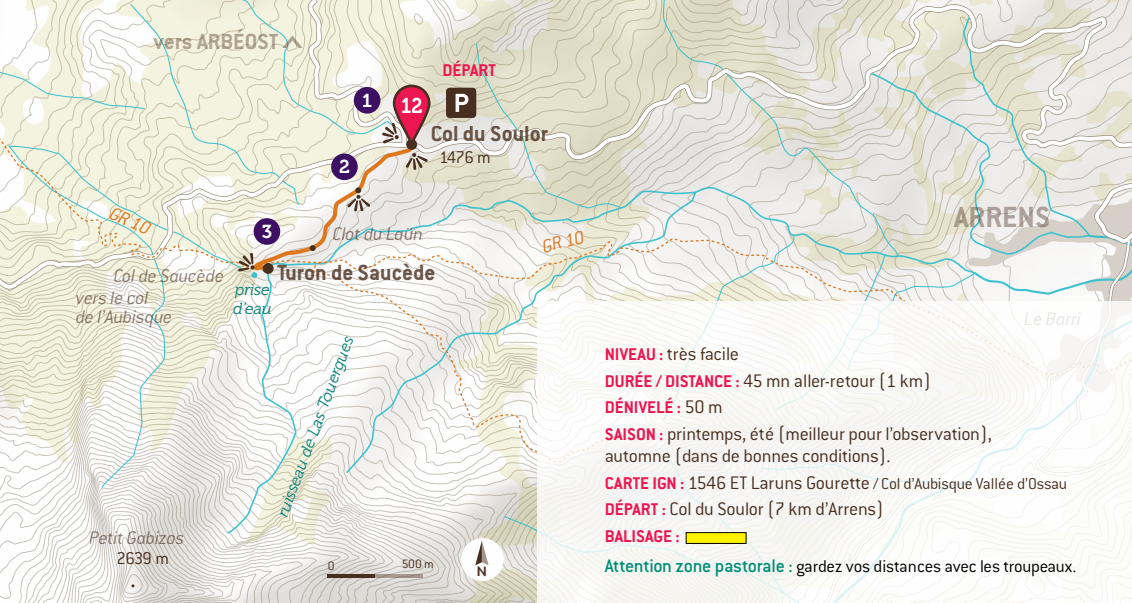 vers ARBÉOST
DÉPART
1
12
P
Col du Soulor
1476 m
2
3
GR 10
Clot du Laün
GR 10
ARRENS
Col de Saucède
Turon de Saucède
vers le col
de l'Aubisque
prise
d'eau
Le Barri
ruisseau de Las Touergues
NIVEAU : très facile
DURÉE / DISTANCE : 45 mn aller-retour (1 km)
DÉNIVELÉ : 50 m
SAISON : printemps, été (meilleur pour l'observation),
automne (dans de bonnes conditions).
CARTE IGN : 1546 ET Laruns Gourette / Col d'Aubisque Vallée d'Ossau
DÉPART : Col du Soulor (7 km d'Arrens)
BALISAGE :
Attention zone pastorale : gardez vos distances avec les troupeaux.
Petit Gabizos
2639 m
0
500 m
N